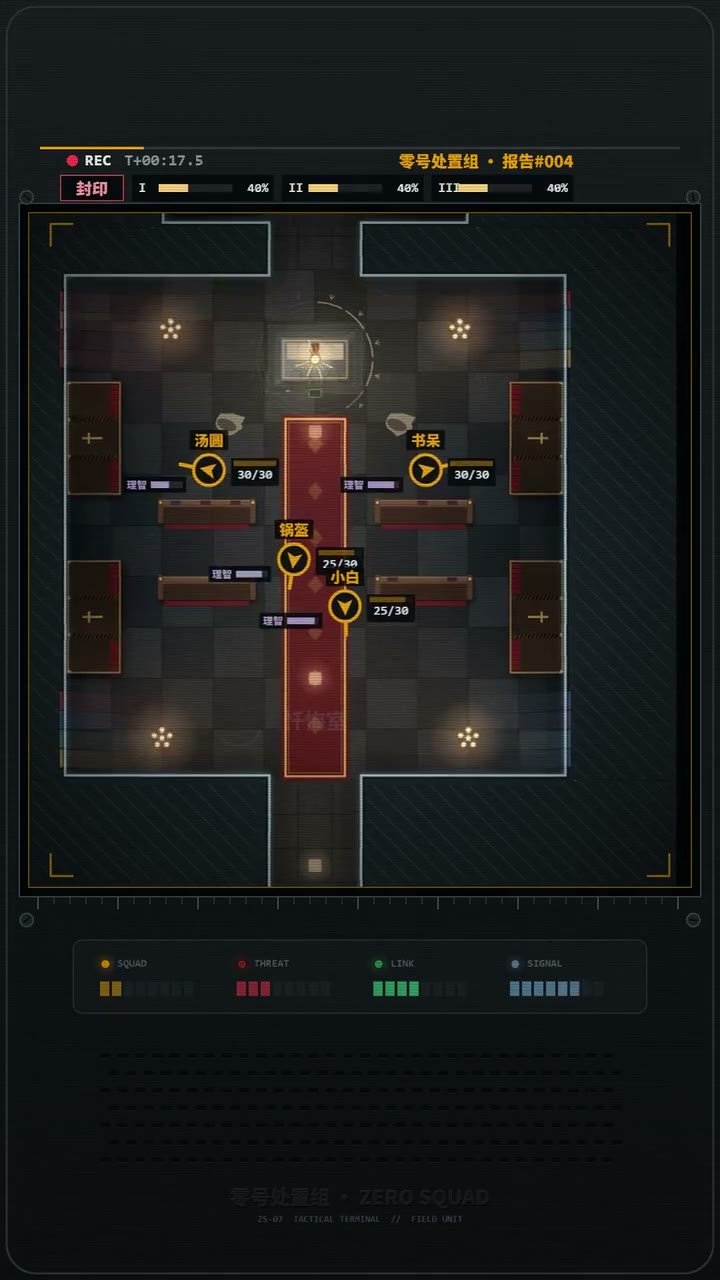 REC T+00:17.5 零号处置组 · 报告#004
封印 I 40% II 40% III 40%
汤圆
30/30
理智
书呆
30/30
理智
锅盔
25/30
理智
小白
25/30
理智
忏悔室
SQUAD THREAT LINK SIGNAL
零号处置组 · ZERO SQUAD
ZS-07 TACTICAL TERMINAL // FIELD UNIT